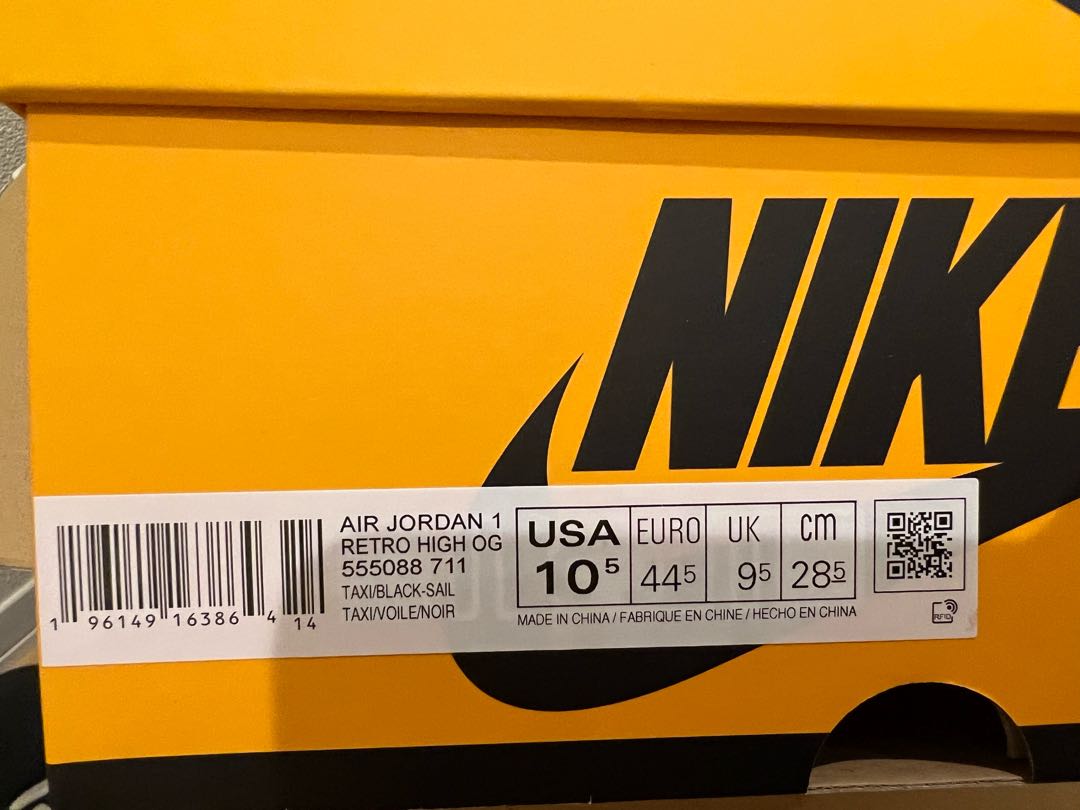 NIKE
AIR JORDAN 1
RETRO HIGH OG
555088 711
TAXI/BLACK-SAIL
TAXI/VOILE/NOIR
1 96149 16386 4 14
USA EURO UK cm
10⁵ 44⁵ 9⁵ 28⁵
MADE IN CHINA / FABRIQUE EN CHINE / HECHO EN CHINA
RFID